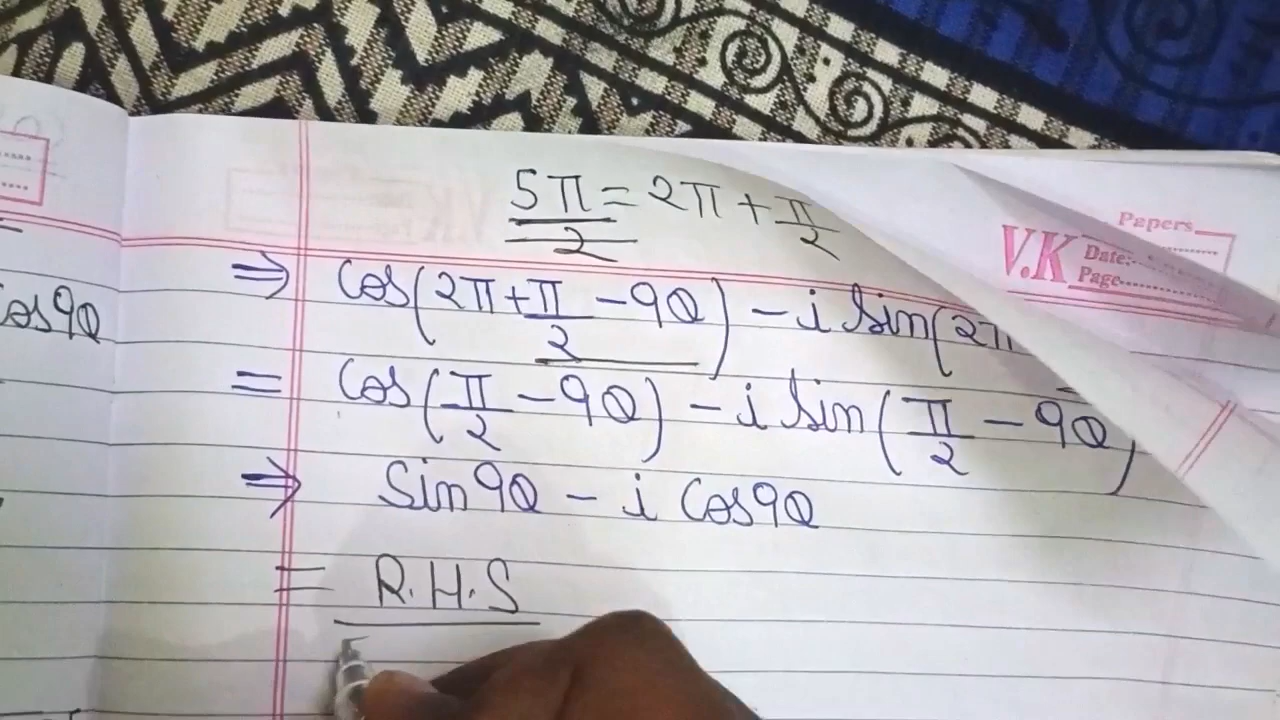 5π/2 = 2π + π/2
Papers
V.K
Date:
Page
⇒ Cos(2π + π/2 − 9θ) − i Sin(2π
Cos9θ
= Cos(π/2 − 9θ) − i Sin(π/2 − 9θ)
⇒ Sin9θ − i Cos9θ
= R.H.S